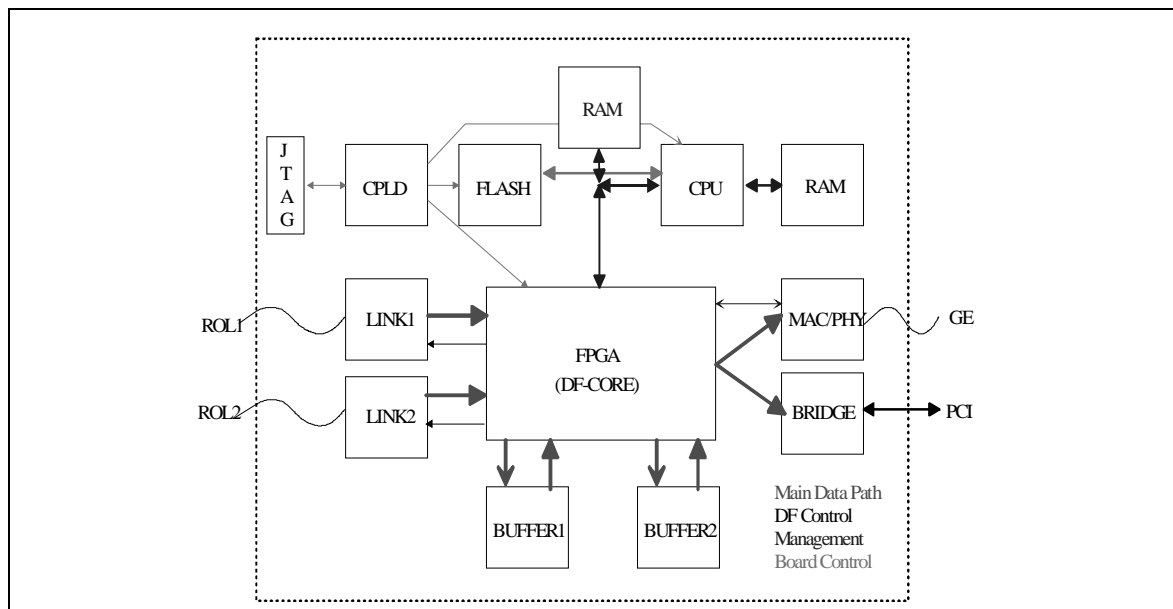 RAM
J
T
A
G
CPLD
FLASH
CPU
RAM
ROL1
LINK1
MAC/PHY
GE
FPGA
(DF-CORE)
ROL2
LINK2
BRIDGE
PCI
BUFFER1
BUFFER2
Main Data Path
DF Control
Management
Board Control